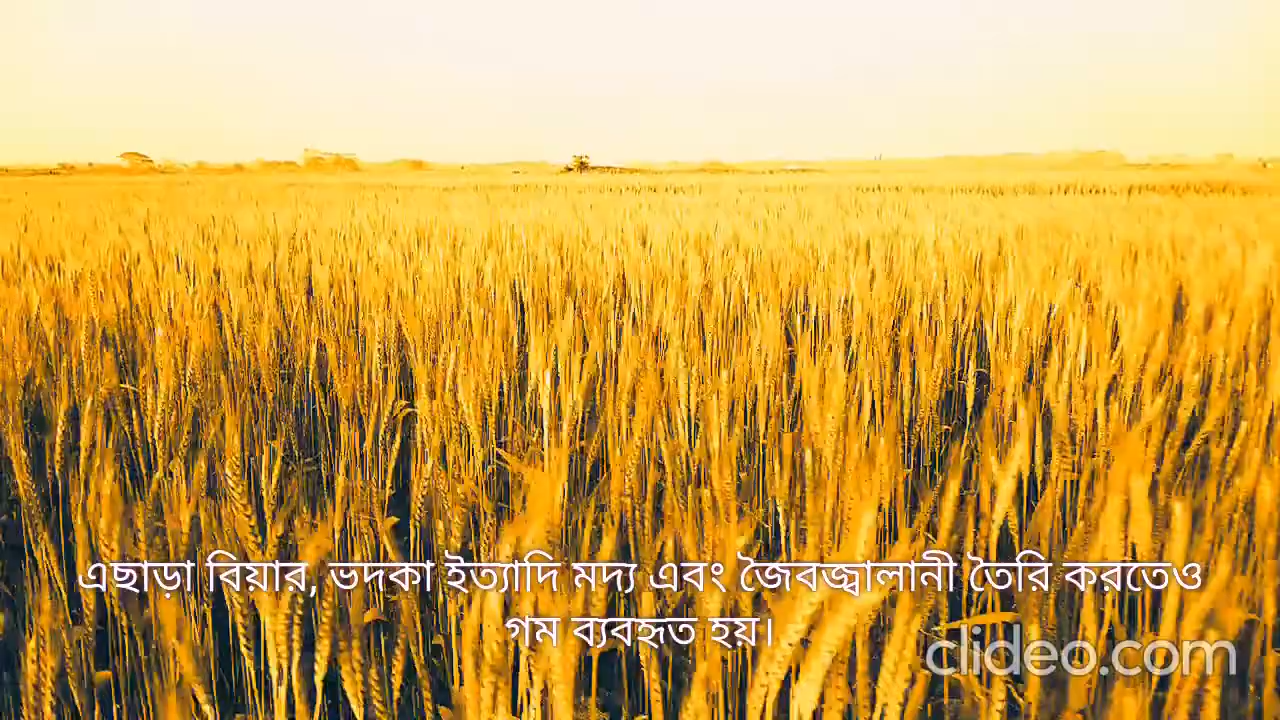 এছাড়া বিয়ার, ভদকা ইত্যাদি মদ্য এবং জৈবজ্বালানী তৈরি করতেও
গম ব্যবহৃত হয়।
clideo.com